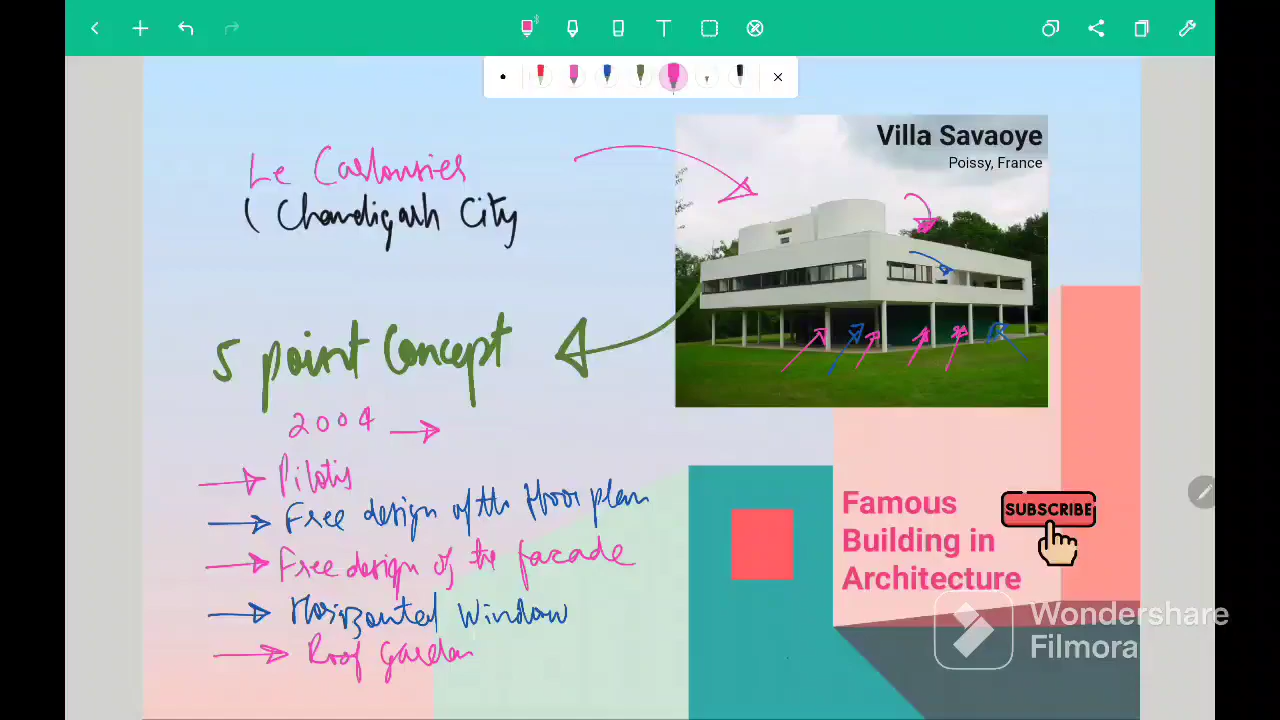 Villa Savaoye
Poissy, France
Le Carlousier
(Chandigarh City
5 point Concept
2004
Pilotis
Free design of the floor plan
Free design of the facade
Horizontal Window
Roof garden
Famous
Building in
Architecture
SUBSCRIBE
Wondershare
Filmora